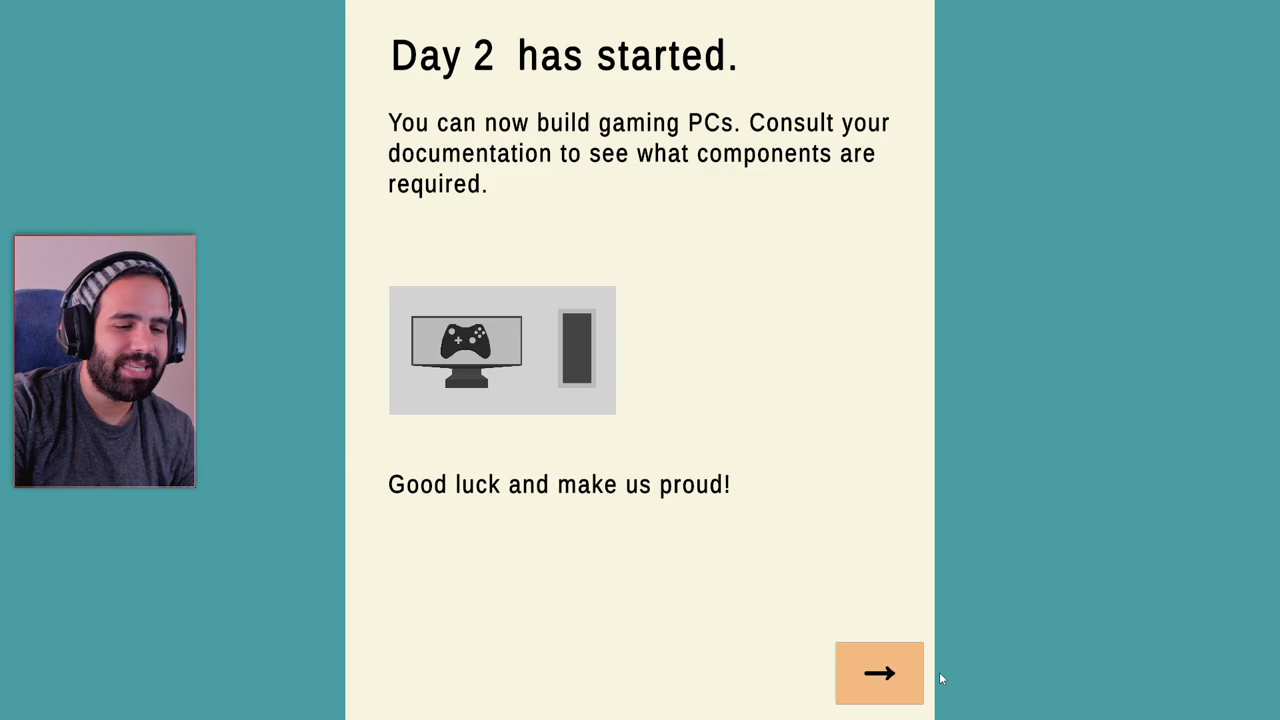 Day 2 has started.
You can now build gaming PCs. Consult your
documentation to see what components are
required.
Good luck and make us proud!